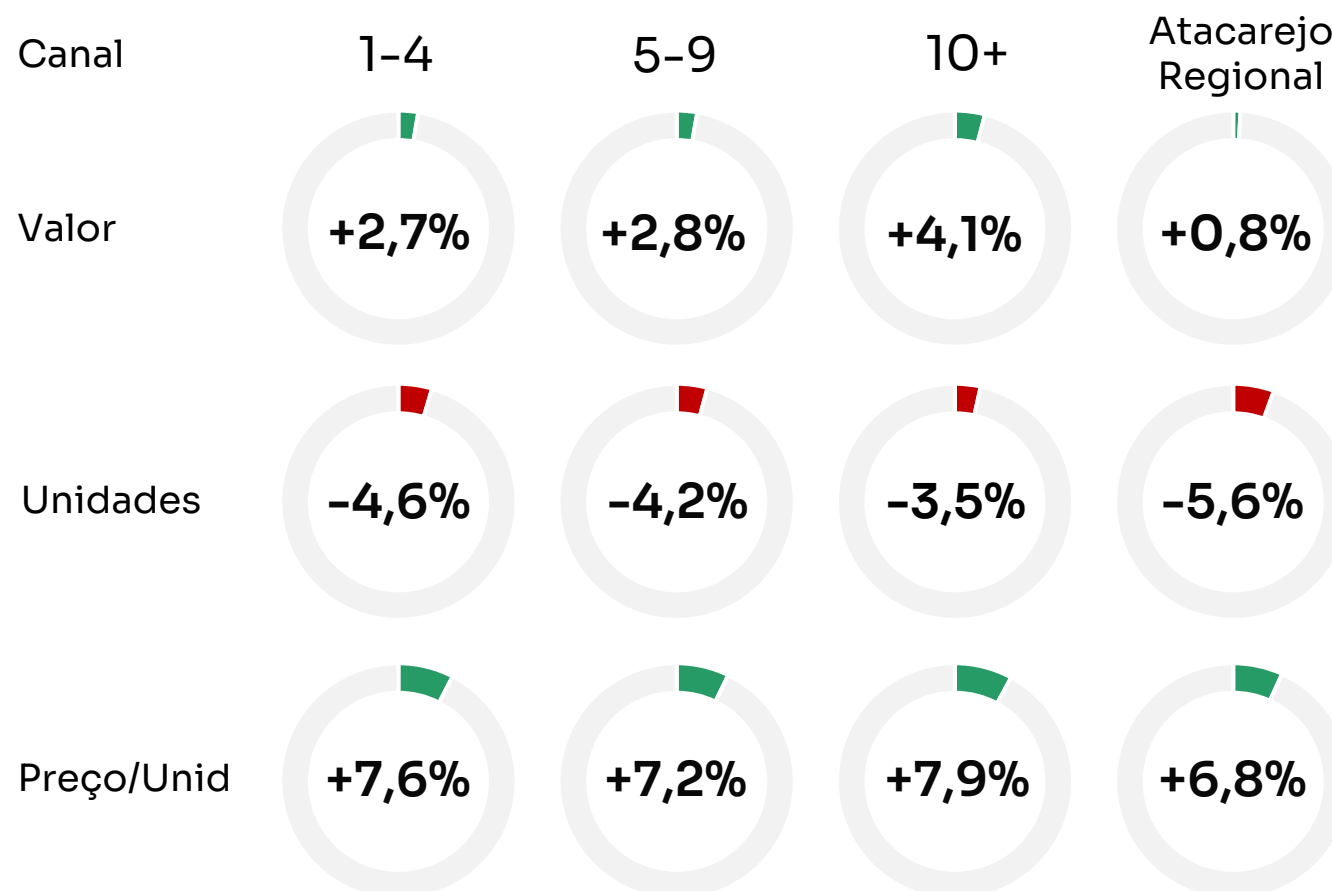 Canal 1-4 5-9 10+ Atacarejo
Regional
Valor +2,7% +2,8% +4,1% +0,8%
Unidades -4,6% -4,2% -3,5% -5,6%
Preço/Unid +7,6% +7,2% +7,9% +6,8%